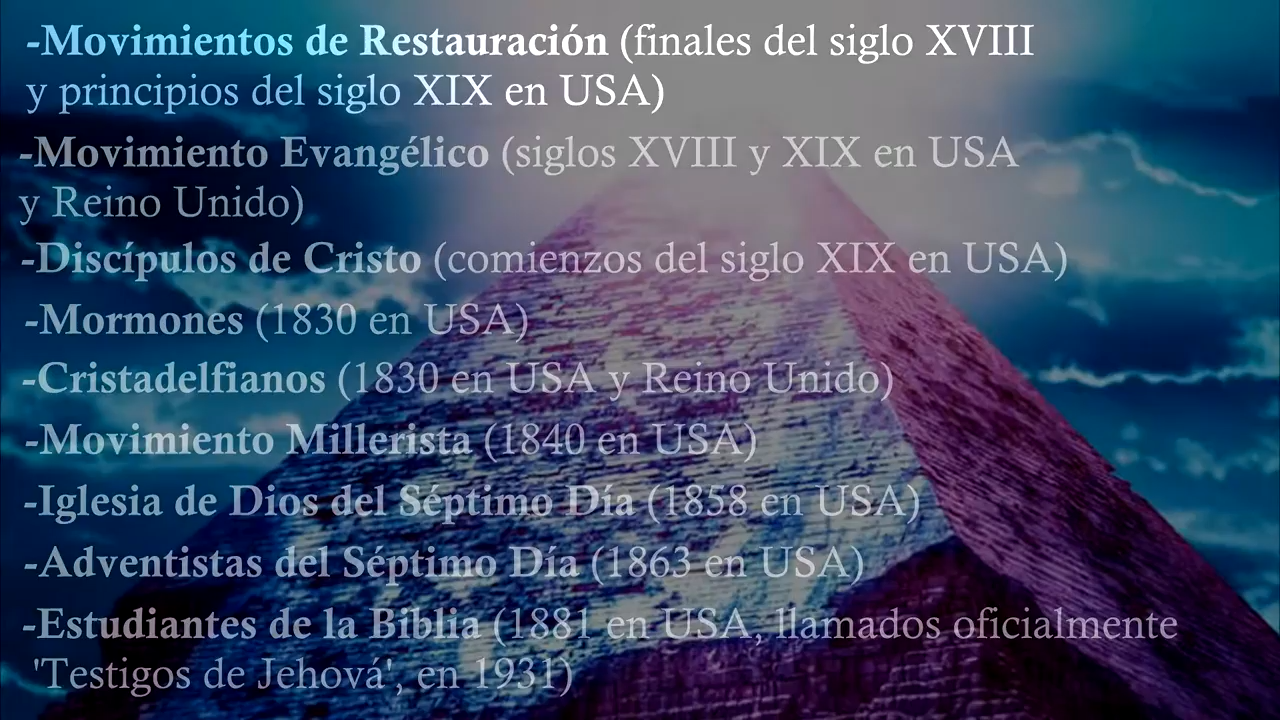 -Movimientos de Restauración (finales del siglo XVIII
y principios del siglo XIX en USA)
-Movimiento Evangélico (siglos XVIII y XIX en USA
y Reino Unido)
-Discípulos de Cristo (comienzos del siglo XIX en USA)
-Mormones (1830 en USA)
-Cristadelfianos (1830 en USA y Reino Unido)
-Movimiento Millerista (1840 en USA)
-Iglesia de Dios del Séptimo Día (1858 en USA)
-Adventistas del Séptimo Día (1863 en USA)
-Estudiantes de la Biblia (1881 en USA, llamados oficialmente
'Testigos de Jehová', en 1931)